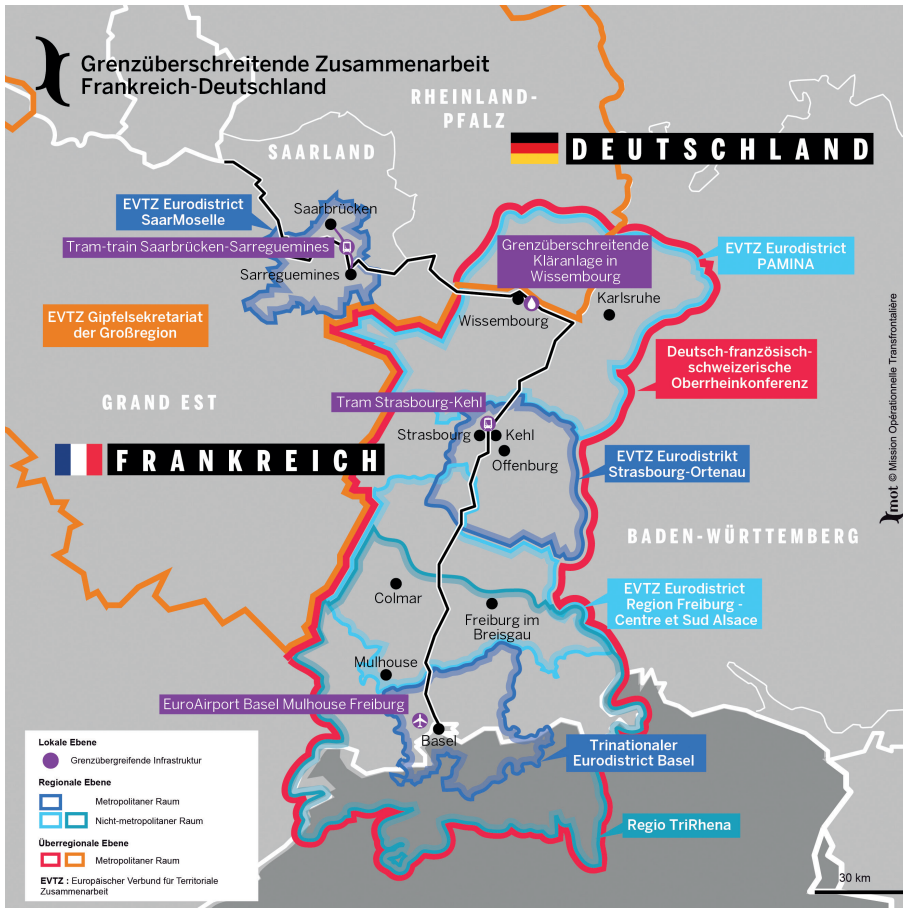 Grenzüberschreitende Zusammenarbeit
Frankreich-Deutschland
RHEINLAND-
PFALZ
SAARLAND
DEUTSCHLAND
EVTZ Eurodistrict
SaarMoselle
Saarbrücken
Tram-train Saarbrücken-Sarreguemines
Sarreguemines
Grenzüberschreitende
Kläranlage in
Wissembourg
EVTZ Eurodistrict
PAMINA
Karlsruhe
Wissembourg
EVTZ Gipfelsekretariat
der Großregion
Deutsch-französisch-
schweizerische
Oberrheinkonferenz
GRAND EST
Tram Strasbourg-Kehl
Strasbourg
Kehl
Offenburg
FRANKREICH
EVTZ Eurodistrikt
Strasbourg-Ortenau
mot © Mission Opérationnelle Transfrontalière
BADEN-WÜRTTEMBERG
Colmar
Freiburg im
Breisgau
EVTZ Eurodistrict
Region Freiburg -
Centre et Sud Alsace
Mulhouse
EuroAirport Basel Mulhouse Freiburg
Basel
Trinationaler
Eurodistrict Basel
Regio TriRhena
Lokale Ebene
Grenzübergreifende Infrastruktur
Regionale Ebene
Metropolitaner Raum
Nicht-metropolitaner Raum
Überregionale Ebene
Metropolitaner Raum
EVTZ : Europäischer Verbund für Territoriale
Zusammenarbeit
30 km